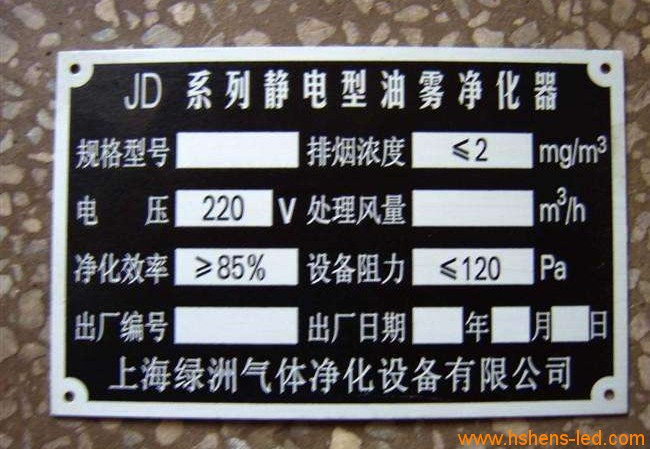 JD 系列静电型油雾净化器
规格型号 排烟浓度 ≤2 mg/m³
电 压 220 V 处理风量 m³/h
净化效率 ≥85% 设备阻力 ≤120 Pa
出厂编号 出厂日期 年 月 日
上海绿洲气体净化设备有限公司
www.hshens-led.com